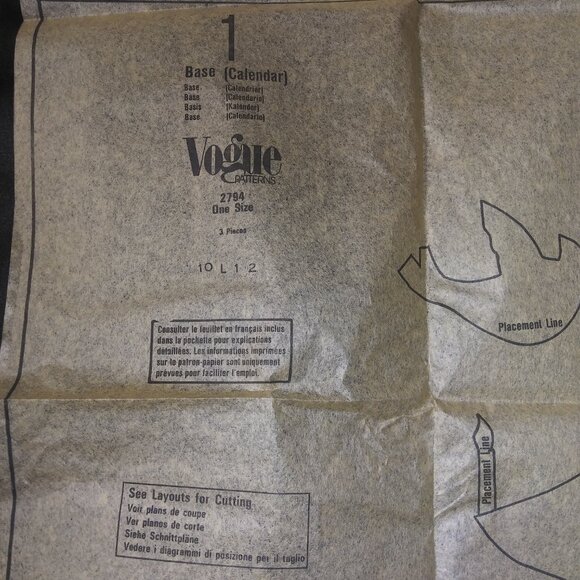 1
Base (Calendar)
Base (Calendrier)
Base (Calendario)
Basis (Kalender)
Base (Calendario)
Vogue
PATTERNS
2794
One Size
3 Pieces
10 L 1 2
Consulter le feuillet en français inclus
dans la pochette pour explications
détaillées. Les informations imprimées
sur le patron-papier sont uniquement
prévues pour faciliter l'emploi.
Placement Line
Placement Line
See Layouts for Cutting
Voir plans de coupe
Ver planos de corte
Siehe Schnittpläne
Vedere i diagrammi di posizione per il taglio